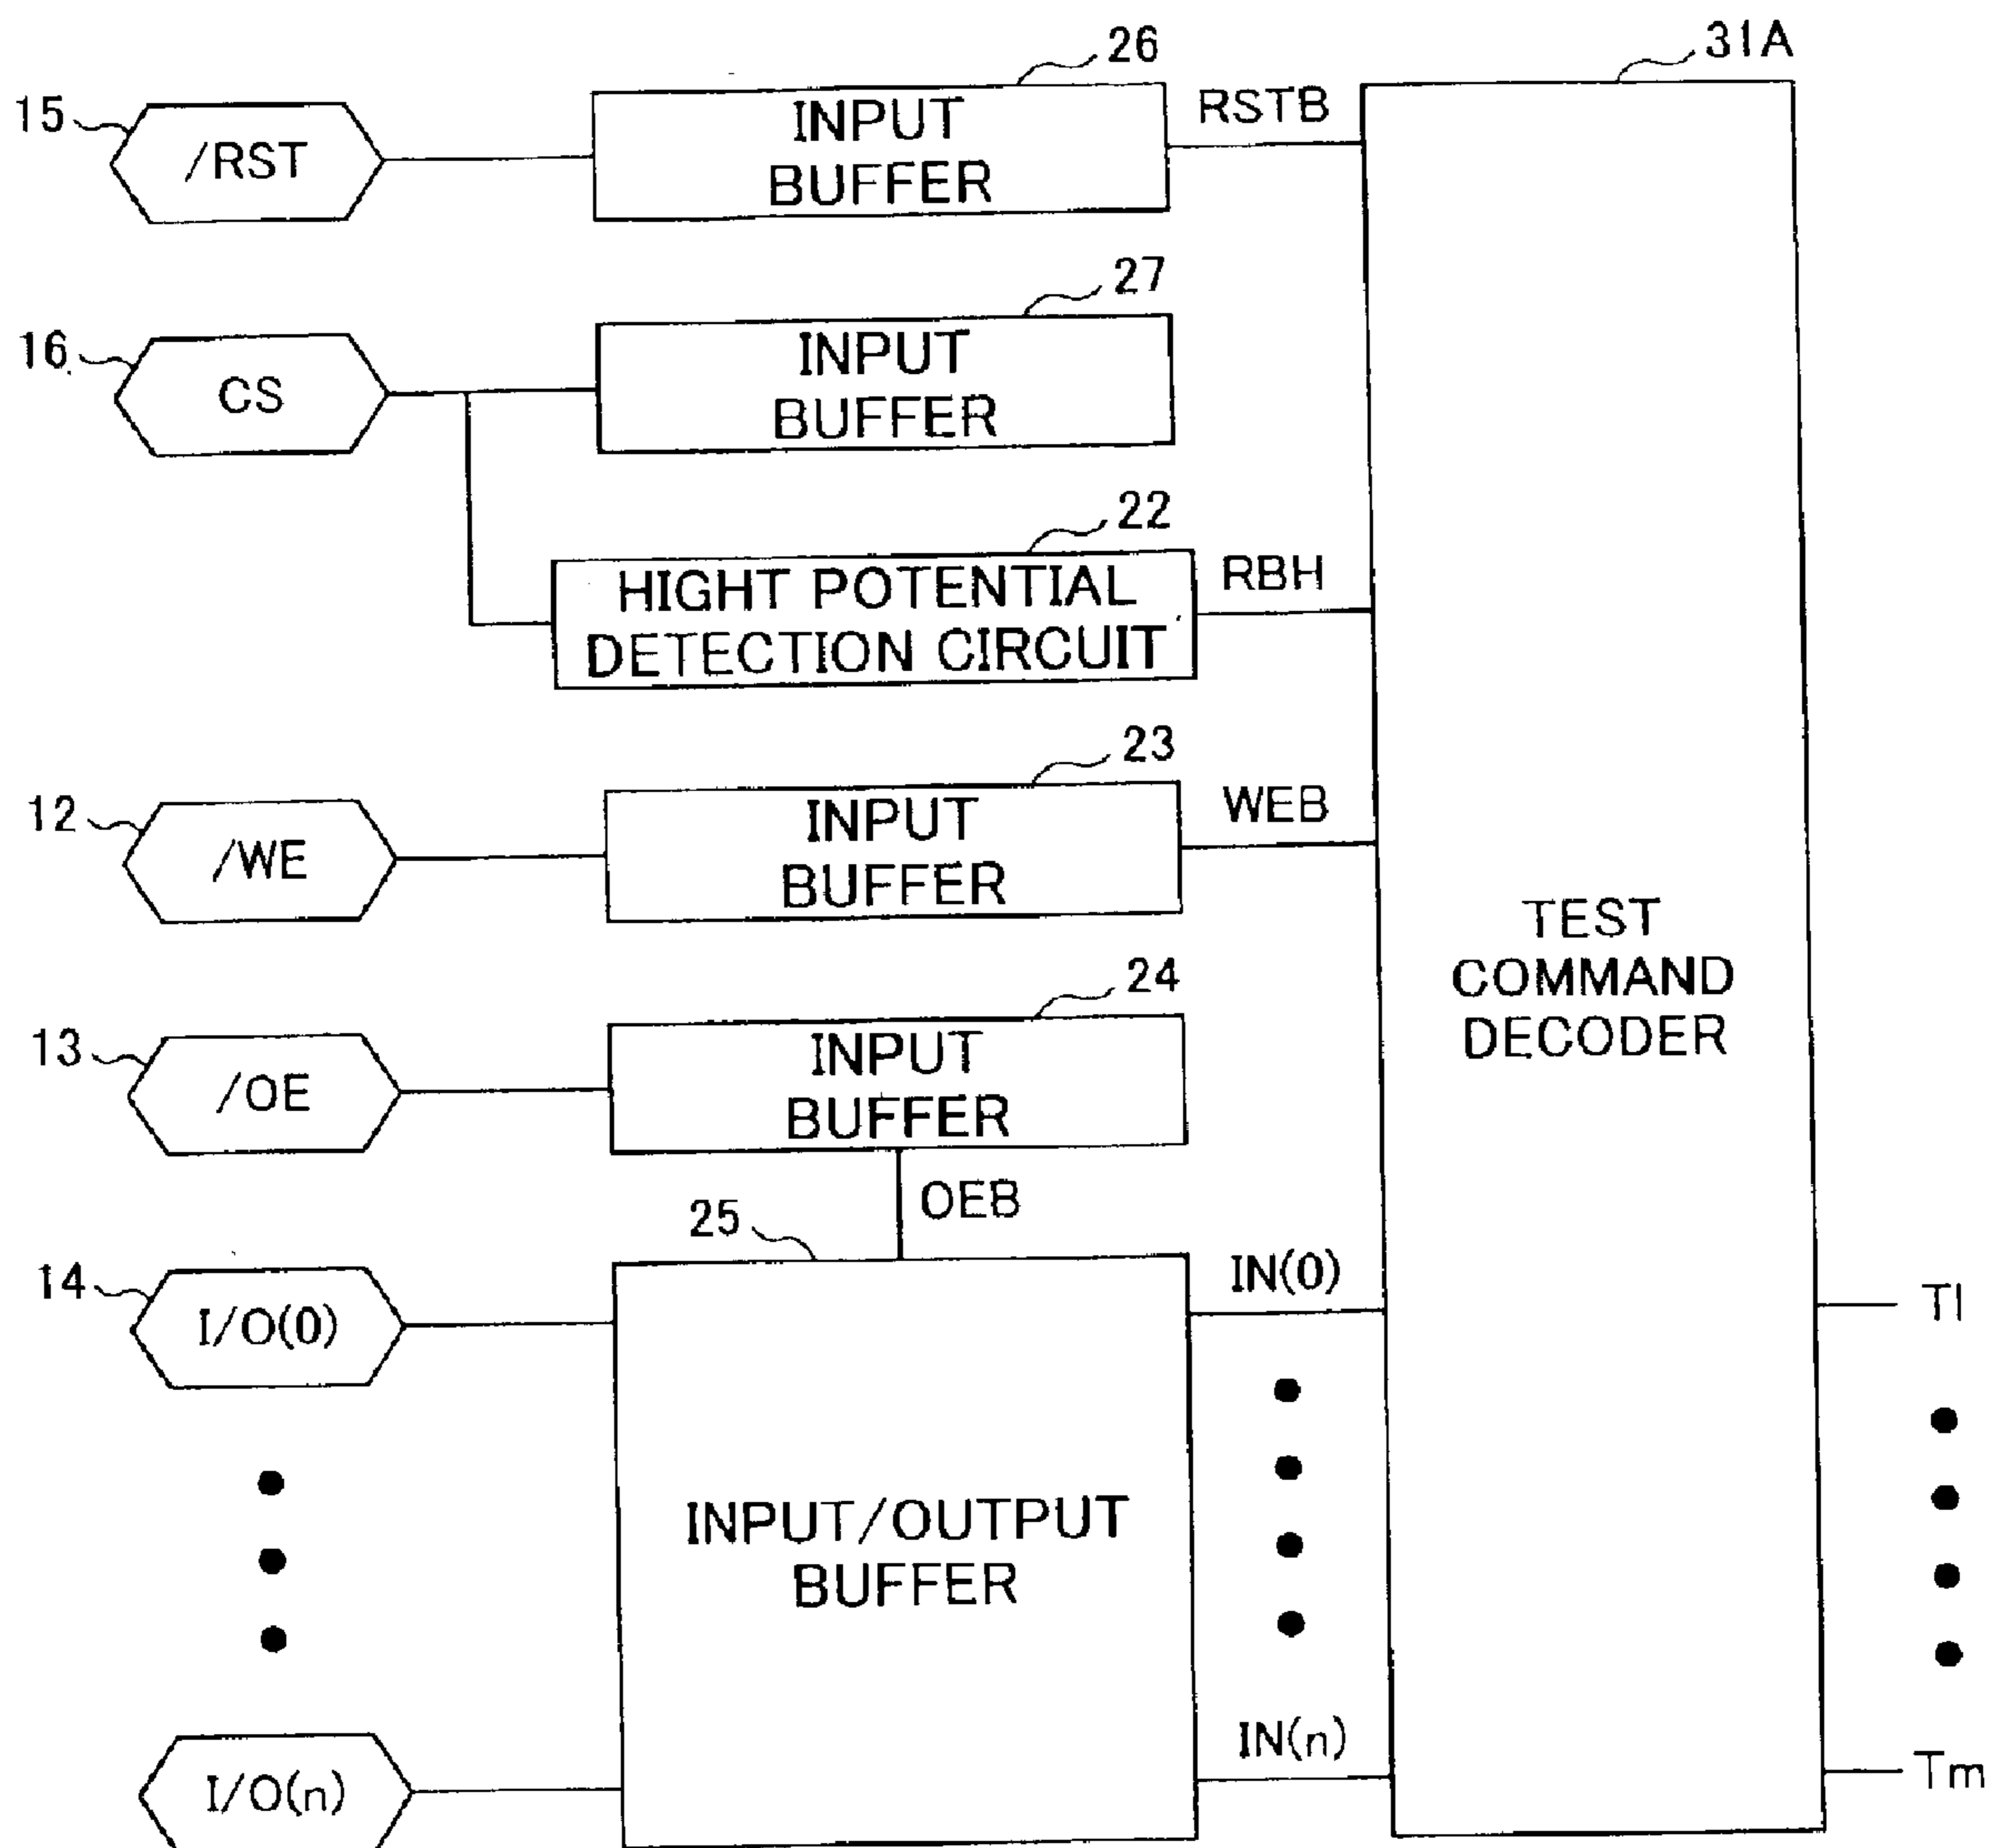 31A
26
15
/RST
INPUT
BUFFER
RSTB
27
16
CS
INPUT
BUFFER
22
HIGHT POTENTIAL
DETECTION CIRCUIT
RBH
23
12
/WE
INPUT
BUFFER
WEB
TEST
COMMAND
DECODER
24
13
/OE
INPUT
BUFFER
OEB
25
14
I/O(0)
IN(0)
T1
INPUT/OUTPUT
BUFFER
I/O(n)
IN(n)
Tm